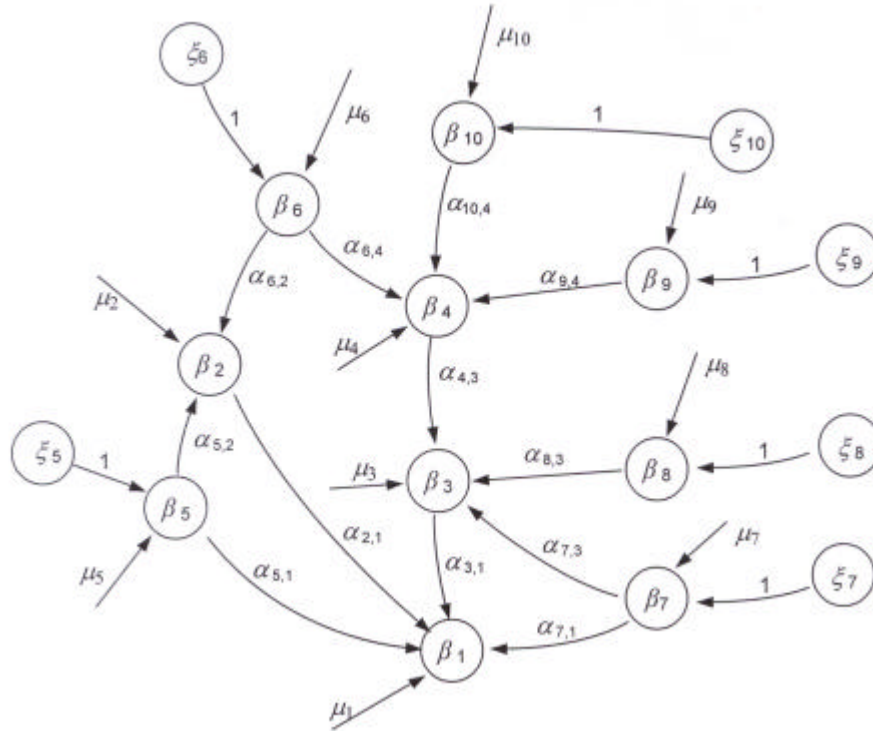 μ10
ξ6
1
μ6
β10
1
ξ10
β6
α10,4
μ9
α6,4
α6,2
α9,4
β9
1
ξ9
μ2
β4
μ4
β2
α4,3
μ8
ξ5
1
α5,2
μ3
β3
α8,3
β8
1
ξ8
β5
α2,1
α3,1
α7,3
μ7
μ5
α5,1
β7
1
ξ7
α7,1
β1
μ1